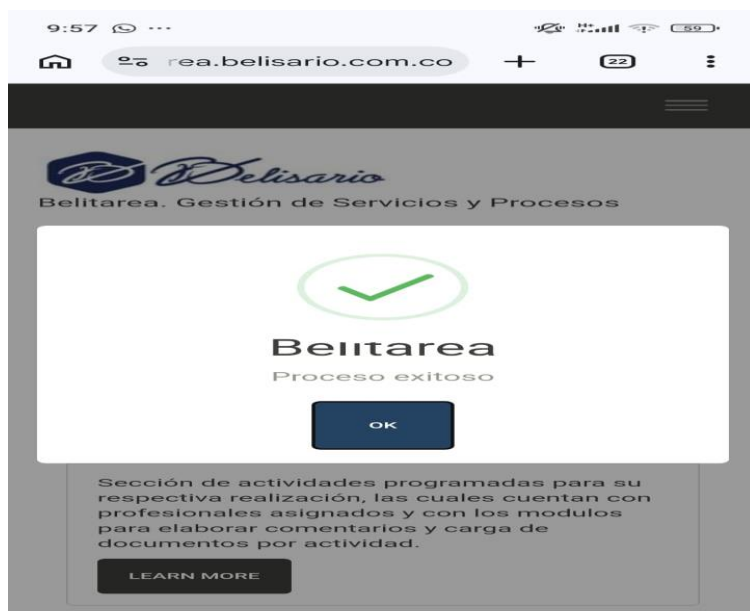 9:57
59
rea.belisario.com.co
22
Belisario
Belitarea. Gestión de Servicios y Procesos
Belitarea
Proceso exitoso
OK
Sección de actividades programadas para su
respectiva realización, las cuales cuentan con
profesionales asignados y con los modulos
para elaborar comentarios y carga de
documentos por actividad.
LEARN MORE